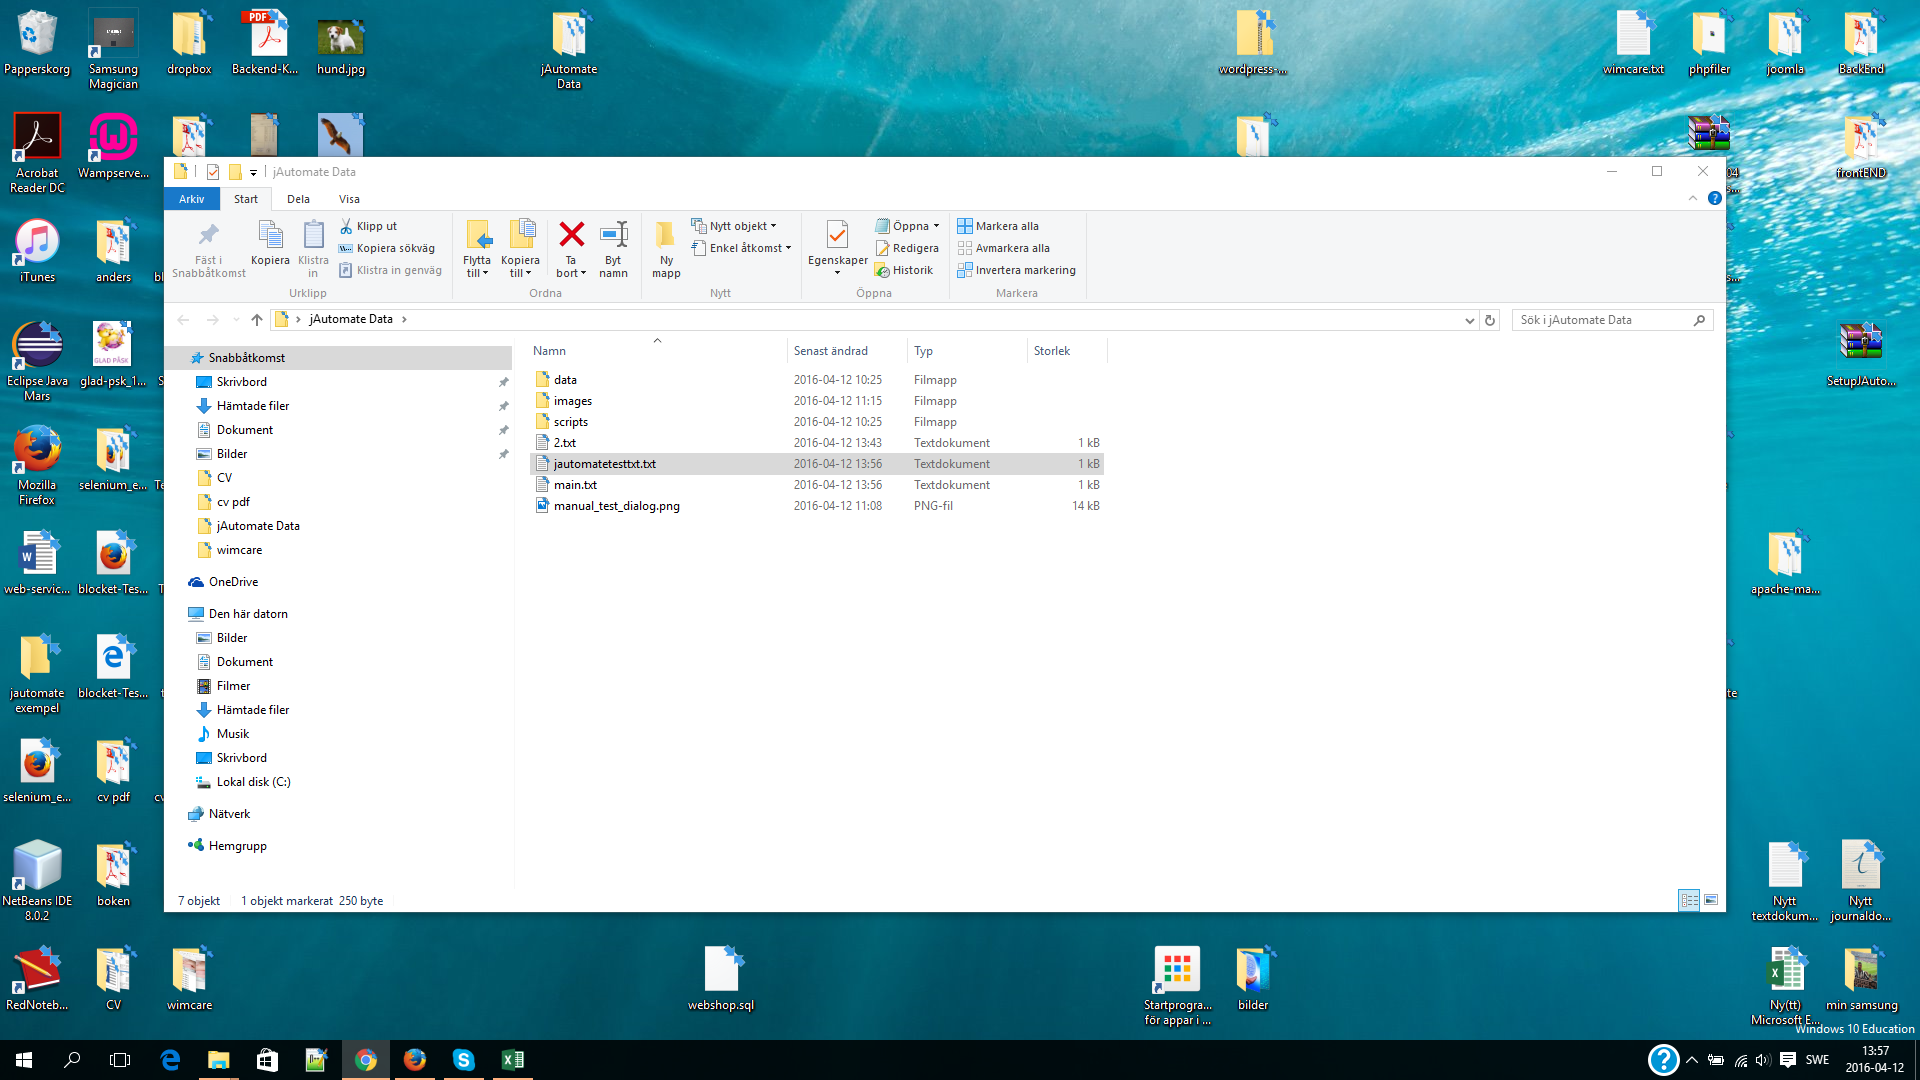 Papperskorg
Samsung
Magician
dropbox
Backend-K...
hund.jpg
jAutomate
Data
wordpress-...
wimcare.txt
phpfiler
joomla
BackEnd
Acrobat
Reader DC
Wampserve...
frontEND
iTunes
anders
Eclipse Java
Mars
glad-psk_1...
GLAD PÅSK
SetupJAuto...
Mozilla
Firefox
selenium_e...
web-servic...
blocket-Tes...
apache-ma...
jautomate
exempel
blocket-Tes...
selenium_e...
cv pdf
NetBeans IDE
8.0.2
boken
Nytt
textdokum...
Nytt
journaldo...
RedNoteb...
CV
wimcare
webshop.sql
Startprogra...
för appar i ...
bilder
Ny(tt)
Microsoft E...
min samsung
jAutomate Data
Arkiv
Start
Dela
Visa
Fäst i
Snabbåtkomst
Kopiera
Klistra
in
Klipp ut
Kopiera sökväg
Klistra in genväg
Urklipp
Flytta
till
Kopiera
till
Ta
bort
Byt
namn
Ordna
Ny
mapp
Nytt objekt
Enkel åtkomst
Nytt
Egenskaper
Öppna
Redigera
Historik
Öppna
Markera alla
Avmarkera alla
Invertera markering
Markera
jAutomate Data
Sök i jAutomate Data
Snabbåtkomst
Skrivbord
Hämtade filer
Dokument
Bilder
CV
cv pdf
jAutomate Data
wimcare
OneDrive
Den här datorn
Bilder
Dokument
Filmer
Hämtade filer
Musik
Skrivbord
Lokal disk (C:)
Nätverk
Hemgrupp
Namn Senast ändrad Typ Storlek
data 2016-04-12 10:25 Filmapp
images 2016-04-12 11:15 Filmapp
scripts 2016-04-12 10:25 Filmapp
2.txt 2016-04-12 13:43 Textdokument 1 kB
jautomatetesttxt.txt 2016-04-12 13:56 Textdokument 1 kB
main.txt 2016-04-12 13:56 Textdokument 1 kB
manual_test_dialog.png 2016-04-12 11:08 PNG-fil 14 kB
7 objekt 1 objekt markerat 250 byte
Windows 10 Education
SWE
13:57
2016-04-12